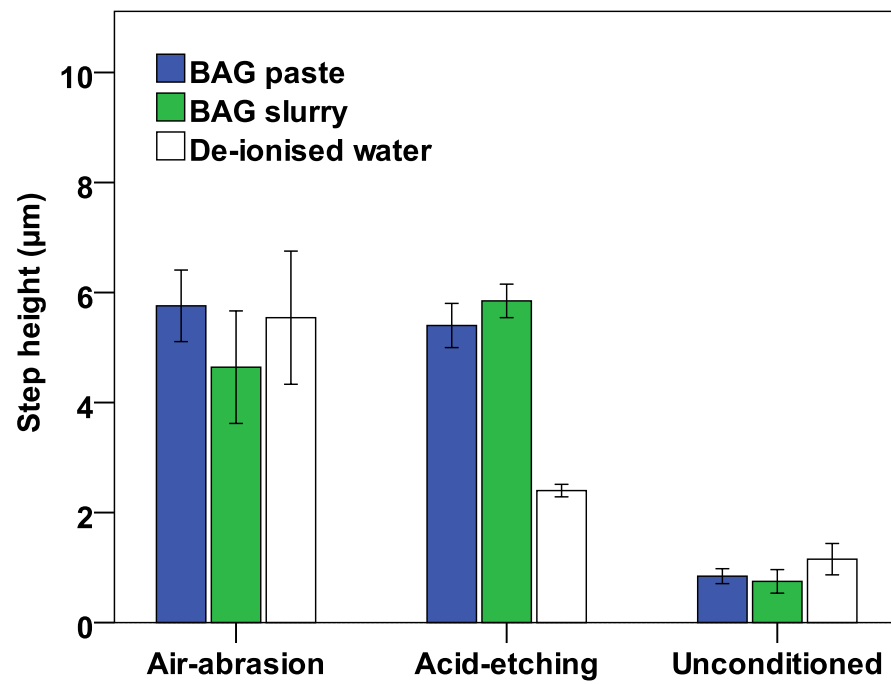 BAG paste
BAG slurry
De-ionised water
Step height (µm)
10
8
6
4
2
0
Air-abrasion Acid-etching Unconditioned